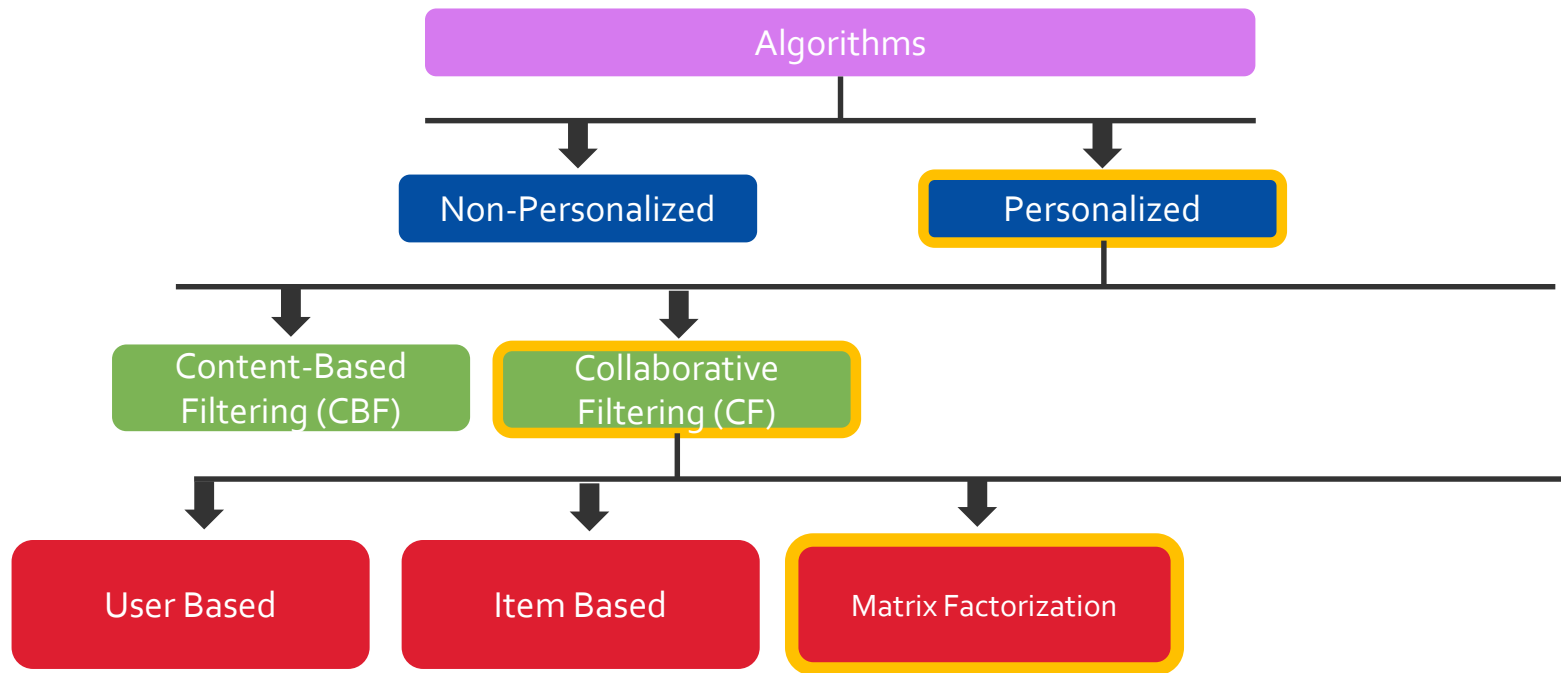 Algorithms
Non-Personalized
Personalized
Content-Based
Filtering (CBF)
Collaborative
Filtering (CF)
User Based
Item Based
Matrix Factorization